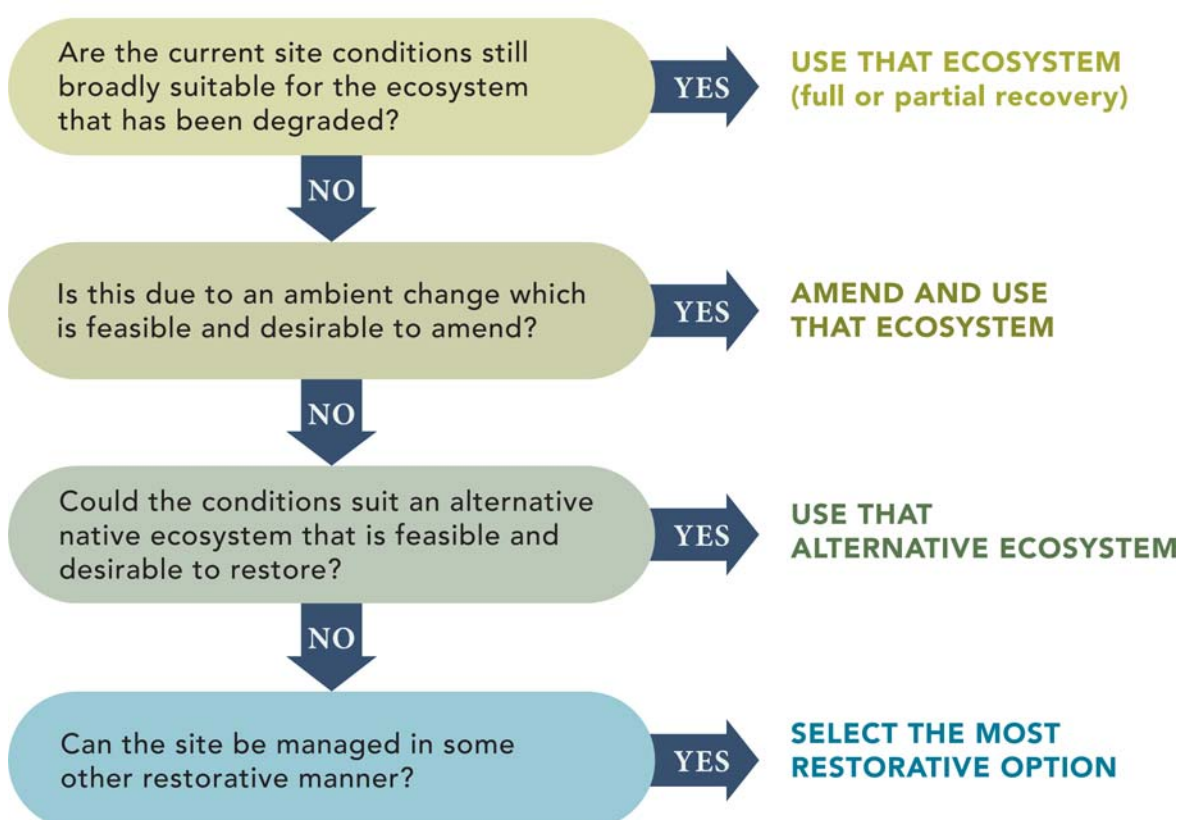 Are the current site conditions still
broadly suitable for the ecosystem
that has been degraded?
YES
USE THAT ECOSYSTEM
(full or partial recovery)
NO
Is this due to an ambient change which
is feasible and desirable to amend?
YES
AMEND AND USE
THAT ECOSYSTEM
NO
Could the conditions suit an alternative
native ecosystem that is feasible and
desirable to restore?
YES
USE THAT
ALTERNATIVE ECOSYSTEM
NO
Can the site be managed in some
other restorative manner?
YES
SELECT THE MOST
RESTORATIVE OPTION